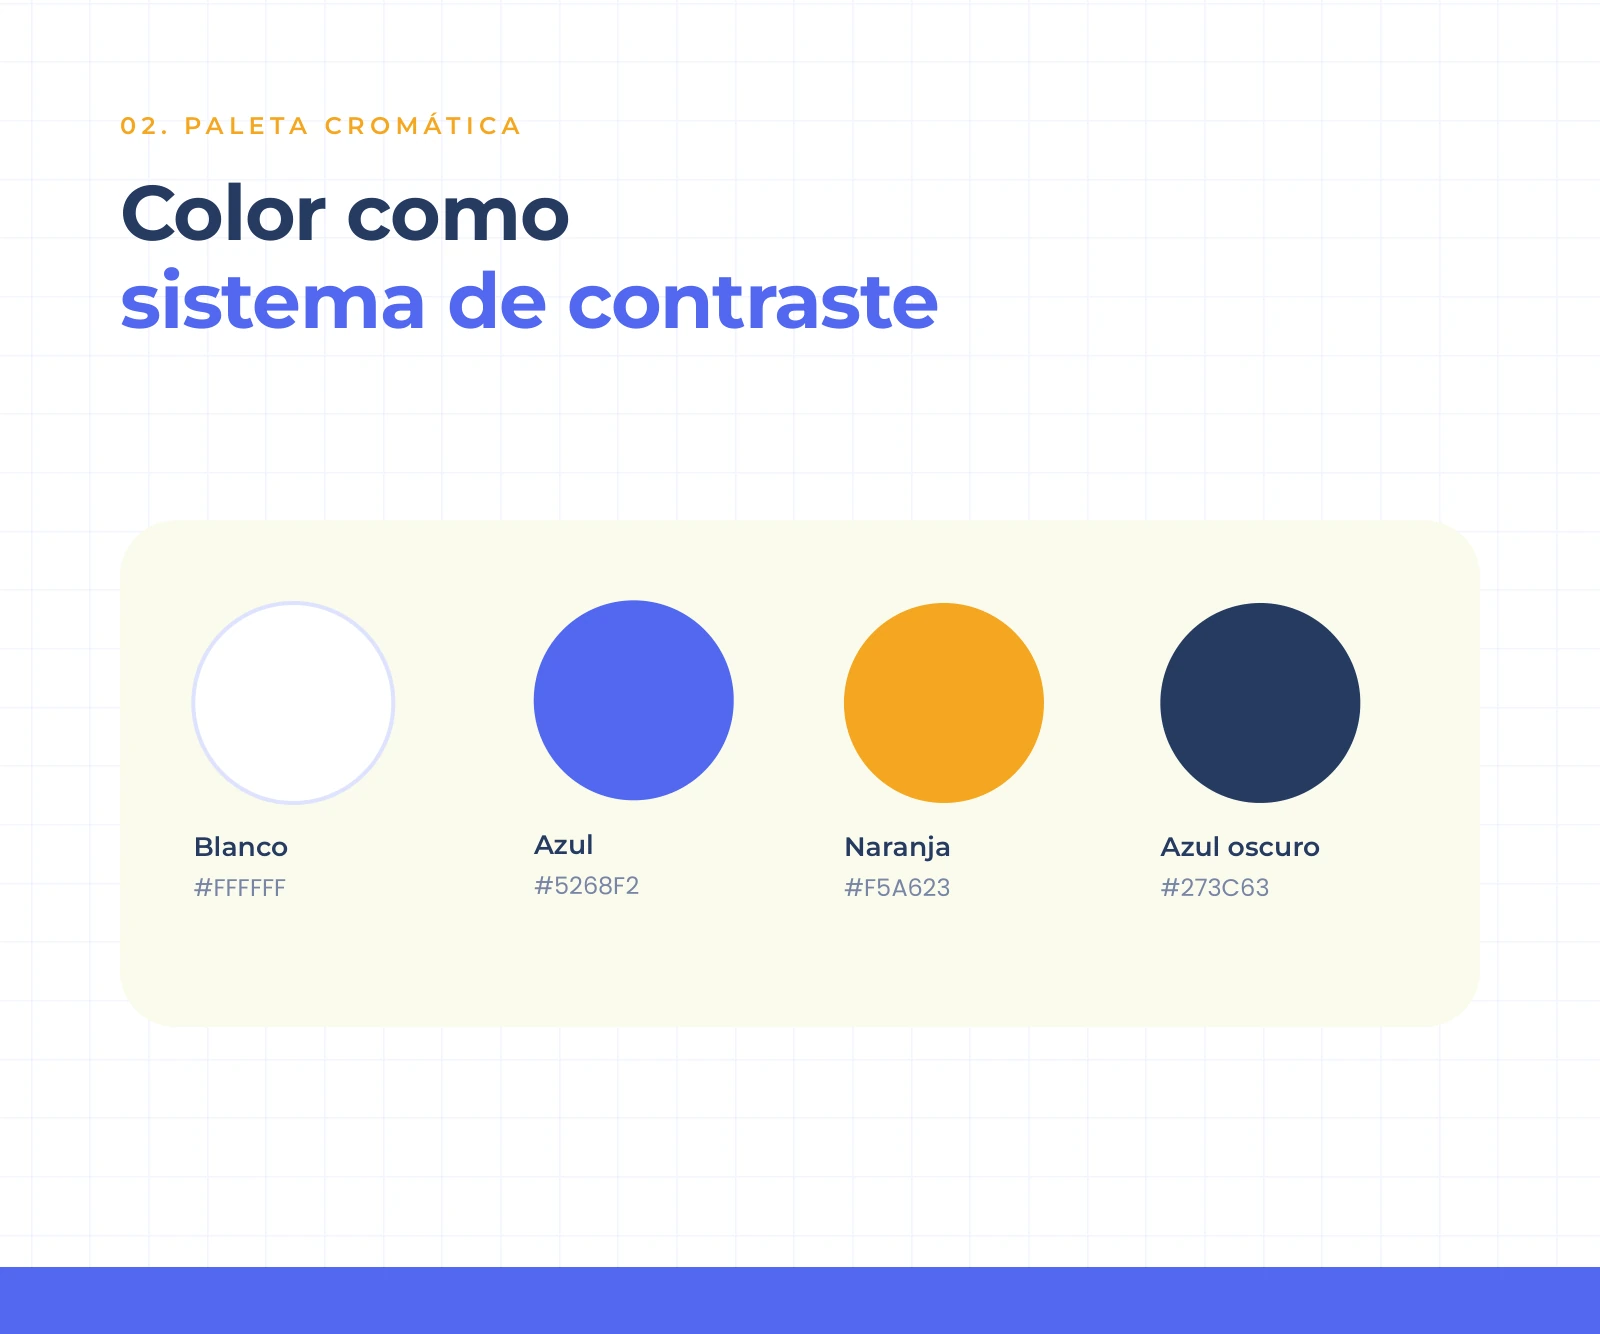 02. PALETA CROMÁTICA
Color como
sistema de contraste
Blanco
#FFFFFF
Azul
#5268F2
Naranja
#F5A623
Azul oscuro
#273C63